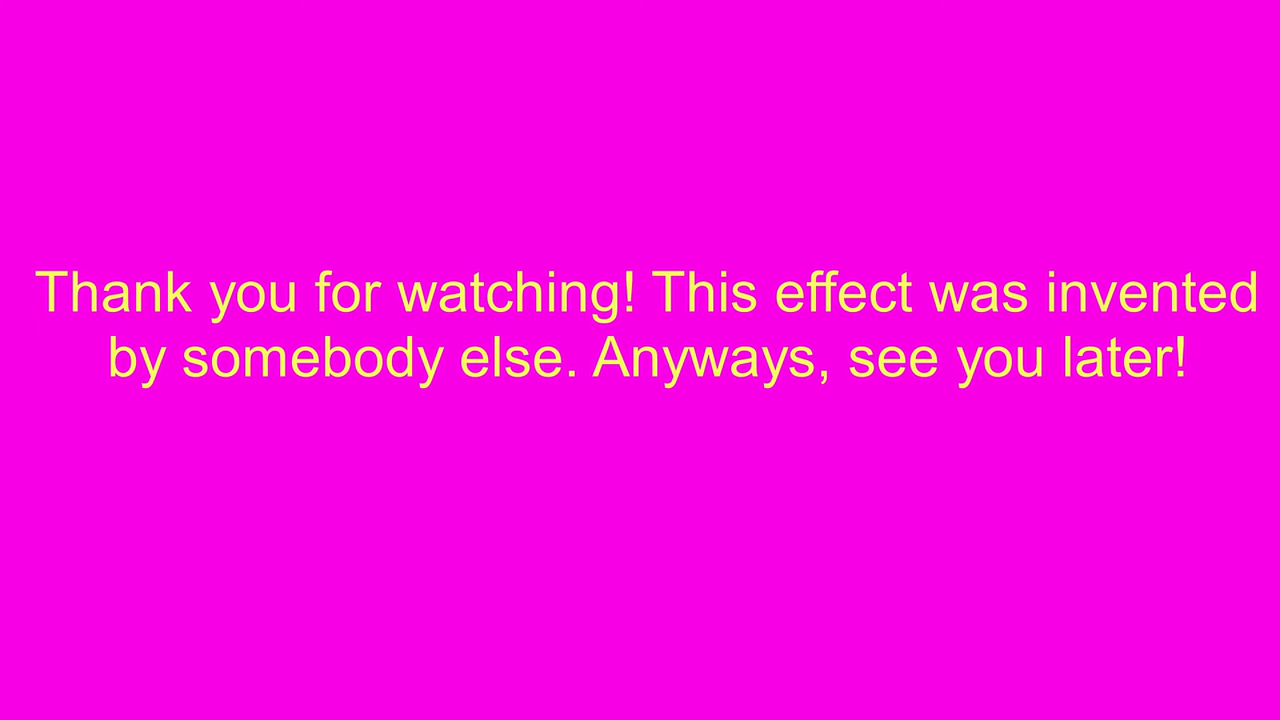 Thank you for watching! This effect was invented
by somebody else. Anyways, see you later!